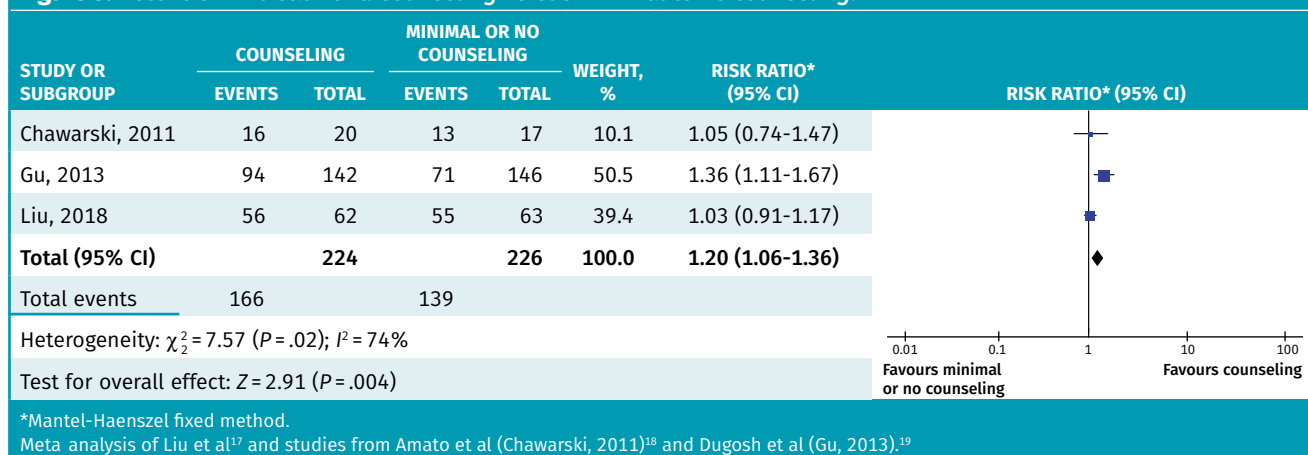 MINIMAL OR NO
COUNSELING COUNSELING WEIGHT, RISK RATIO*
STUDY OR
SUBGROUP EVENTS TOTAL EVENTS TOTAL % (95% CI) RISK RATIO* (95% CI)
Chawarski, 2011 16 20 13 17 10.1 1.05 (0.74-1.47)
Gu, 2013 94 142 71 146 50.5 1.36 (1.11-1.67)
Liu, 2018 56 62 55 63 39.4 1.03 (0.91-1.17)
Total (95% CI) 224 226 100.0 1.20 (1.06-1.36)
Total events 166 139
Heterogeneity: χ²₂ = 7.57 (P = .02); I² = 74%
Test for overall effect: Z = 2.91 (P = .004)
0.01 0.1 1 10 100
Favours minimal Favours counseling
or no counseling
*Mantel-Haenszel fixed method.
Meta analysis of Liu et al¹⁷ and studies from Amato et al (Chawarski, 2011)¹⁸ and Dugosh et al (Gu, 2013).¹⁹